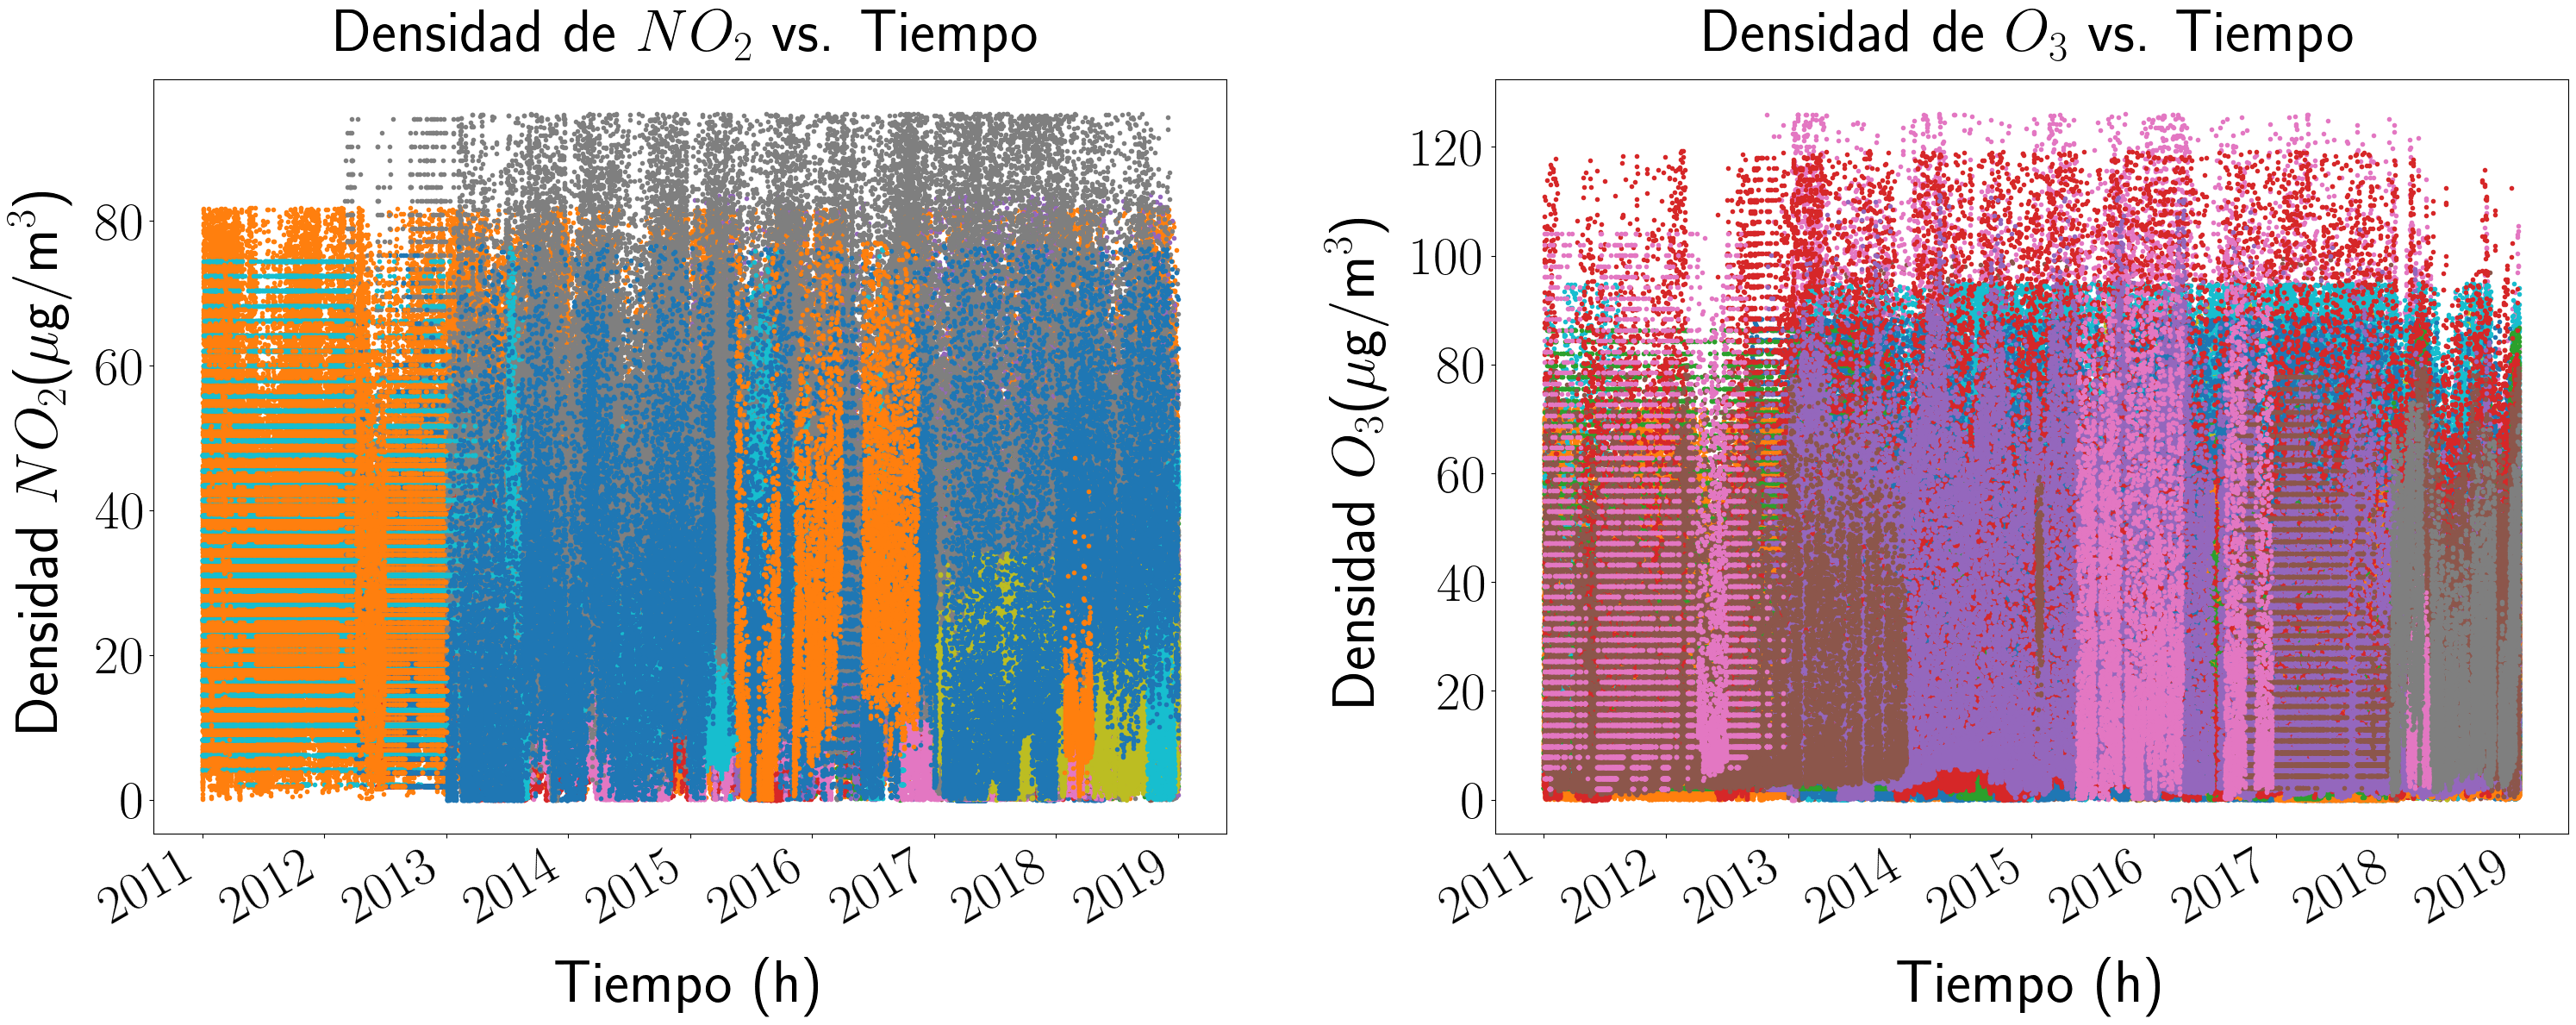 Densidad de NO₂ vs. Tiempo
Densidad NO₂(μg/m³)
80
60
40
20
0
2011 2012 2013 2014 2015 2016 2017 2018 2019
Tiempo (h)
Densidad de O₃ vs. Tiempo
Densidad O₃(μg/m³)
120
100
80
60
40
20
0
2011 2012 2013 2014 2015 2016 2017 2018 2019
Tiempo (h)